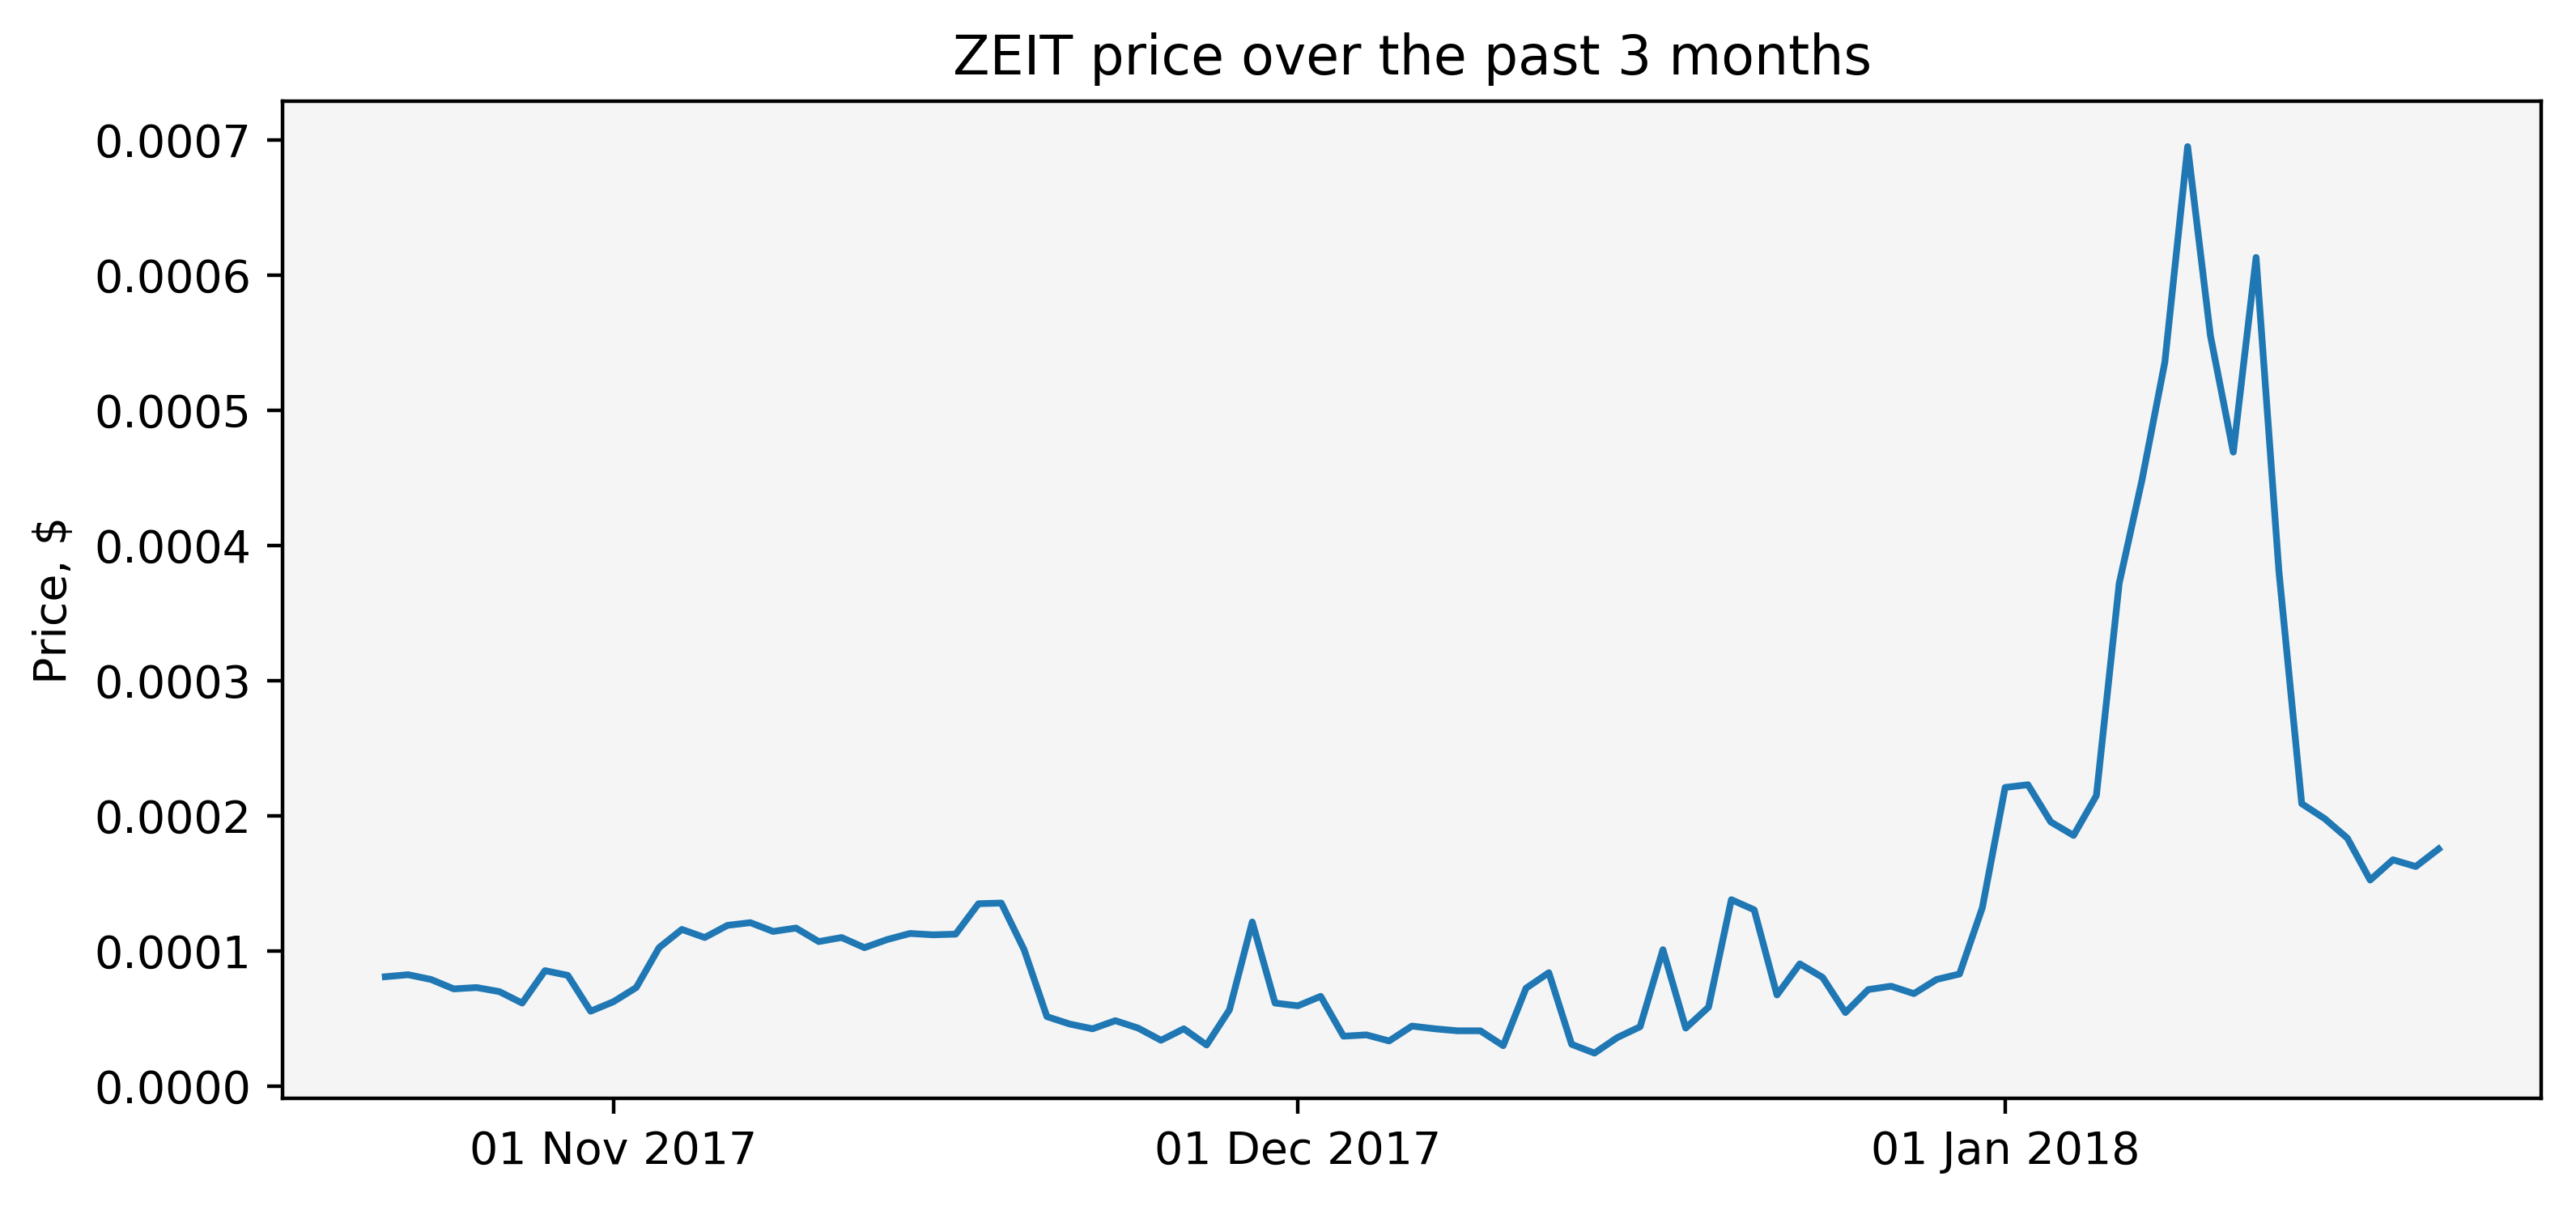 ZEIT price over the past 3 months
Price, $
0.0007
0.0006
0.0005
0.0004
0.0003
0.0002
0.0001
0.0000
01 Nov 2017
01 Dec 2017
01 Jan 2018